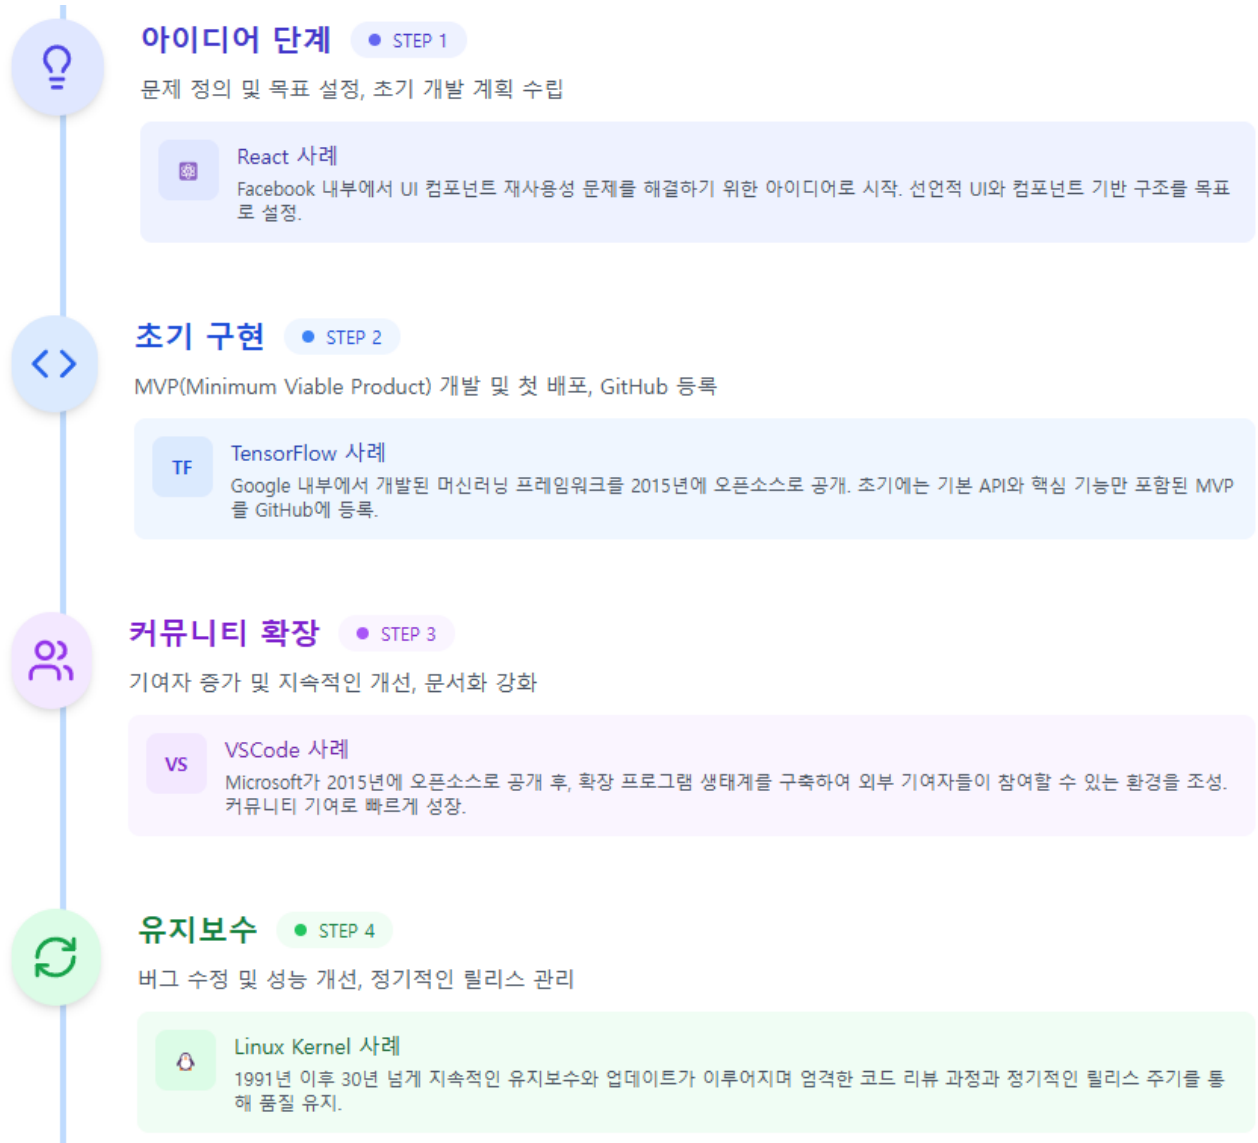 아이디어 단계
STEP 1
문제 정의 및 목표 설정, 초기 개발 계획 수립
React 사례
Facebook 내부에서 UI 컴포넌트 재사용성 문제를 해결하기 위한 아이디어로 시작. 선언적 UI와 컴포넌트 기반 구조를 목표
로 설정.
초기 구현
STEP 2
MVP(Minimum Viable Product) 개발 및 첫 배포, GitHub 등록
TF
TensorFlow 사례
Google 내부에서 개발된 머신러닝 프레임워크를 2015년에 오픈소스로 공개. 초기에는 기본 API와 핵심 기능만 포함된 MVP
를 GitHub에 등록.
커뮤니티 확장
STEP 3
기여자 증가 및 지속적인 개선, 문서화 강화
VS
VSCode 사례
Microsoft가 2015년에 오픈소스로 공개 후, 확장 프로그램 생태계를 구축하여 외부 기여자들이 참여할 수 있는 환경을 조성.
커뮤니티 기여로 빠르게 성장.
유지보수
STEP 4
버그 수정 및 성능 개선, 정기적인 릴리스 관리
Linux Kernel 사례
1991년 이후 30년 넘게 지속적인 유지보수와 업데이트가 이루어지며 엄격한 코드 리뷰 과정과 정기적인 릴리스 주기를 통
해 품질 유지.